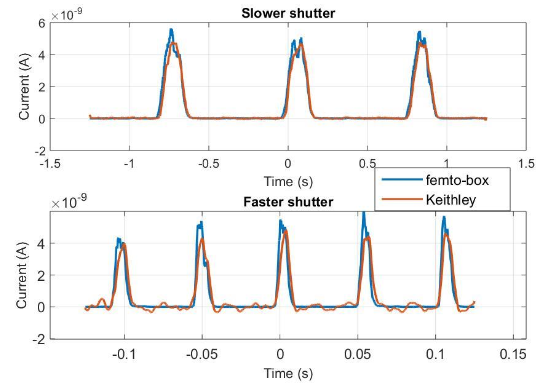 Slower shutter
×10⁻⁹
6
4
2
0
-2
Current (A)
-1.5 -1 -0.5 0 0.5 1 1.5
Time (s)
femto-box
Keithley
Faster shutter
×10⁻⁹
4
2
0
-2
Current (A)
-0.1 -0.05 0 0.05 0.1 0.15
Time (s)